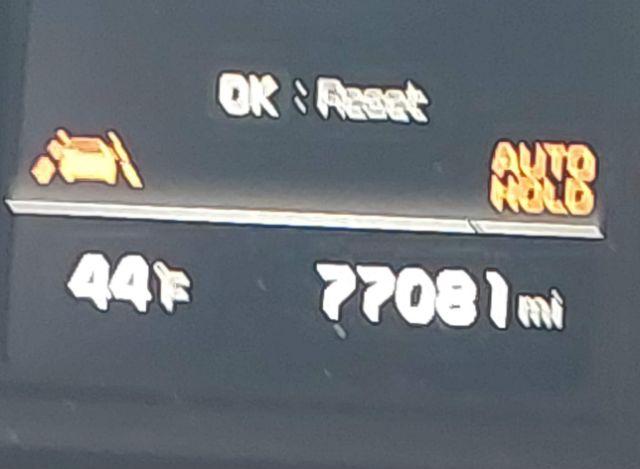 OK : Reset
AUTO
HOLD
44°F 77081 mi